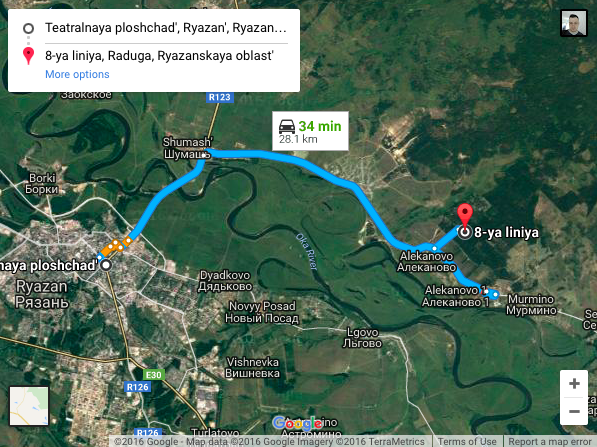 Teatralnaya ploshchad', Ryazan', Ryazan…
8-ya liniya, Raduga, Ryazanskaya oblast'
More options
Заокское
R123
34 min
28.1 km
Shumash'
Шумашь
Borki
Борки
8-ya liniya
Oka River
Alekanovo
Алеканово
naya ploshchad'
Ryazan
Рязань
Dyadkovo
Дядьково
Alekanovo 1
Алеканово 1
Murmino
Мурмино
Novyy Posad
Новый Посад
Lgovo
Льгово
Vishnevka
Вишневка
E30
R126
R126
Turlatovo
Google
+
−
©2016 Google - Map data ©2016 Google Imagery ©2016 TerraMetrics
Terms of Use
Report a map error